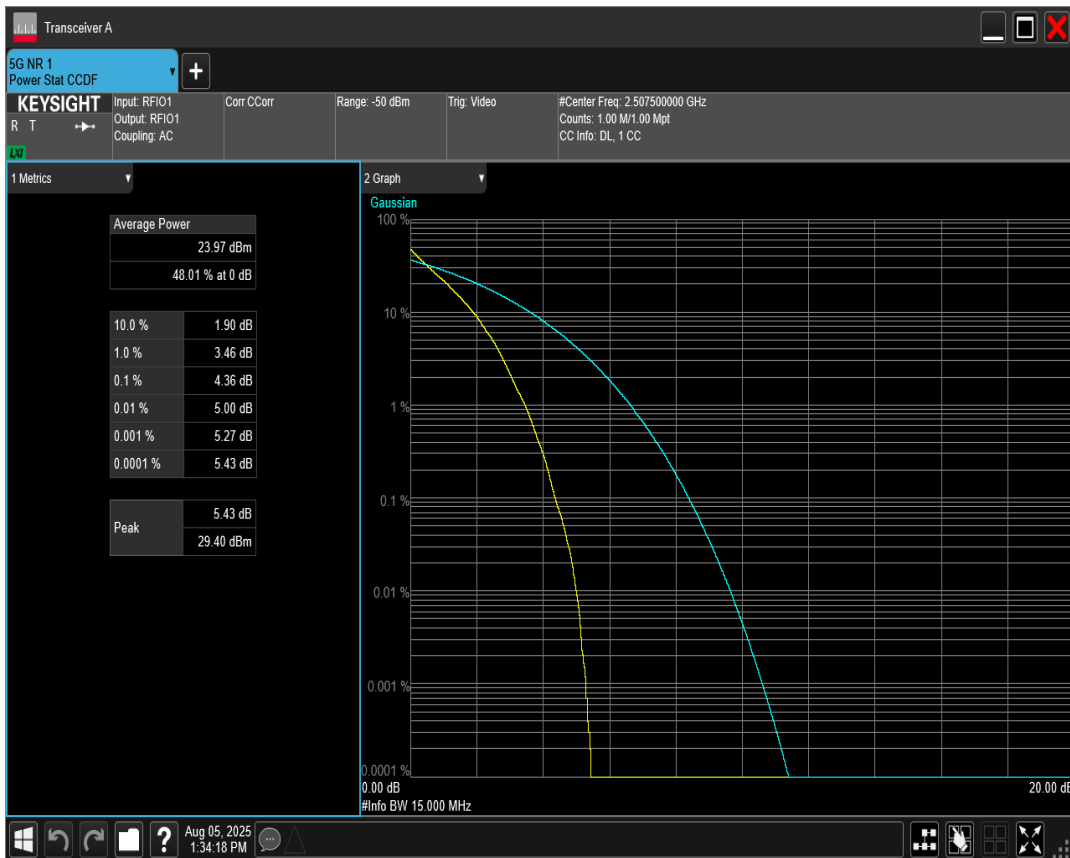 Transceiver A
5G NR 1
Power Stat CCDF
KEYSIGHT
R T
LXI
Input: RFIO1
Output: RFIO1
Coupling: AC
Corr CCorr
Range: -50 dBm
Trig: Video
#Center Freq: 2.507500000 GHz
Counts: 1.00 M/1.00 Mpt
CC Info: DL, 1 CC
1 Metrics
Average Power
23.97 dBm
48.01 % at 0 dB
10.0 % 1.90 dB
1.0 % 3.46 dB
0.1 % 4.36 dB
0.01 % 5.00 dB
0.001 % 5.27 dB
0.0001 % 5.43 dB
Peak
5.43 dB
29.40 dBm
2 Graph
Gaussian
100 %
10 %
1 %
0.1 %
0.01 %
0.001 %
0.0001 %
0.00 dB 20.00 dB
#Info BW 15.000 MHz
?
Aug 05, 2025
1:34:18 PM